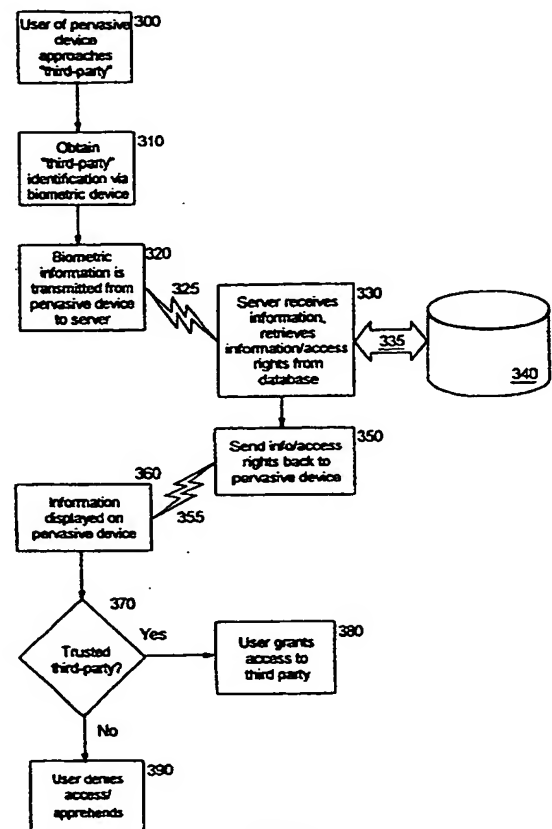 300
User of pervasive
device
approaches
"third-party"
310
Obtain
"third-party"
identification via
biometric device
320
Biometric
information is
transmitted from
pervasive device
to server
325
330
Server receives
information,
retrieves
information/access
rights from
database
335
340
350
Send info/access
rights back to
pervasive device
355
360
Information
displayed on
pervasive device
370
Trusted
third-party?
Yes
380
User grants
access to
third party
No
390
User denies
access/
apprehends